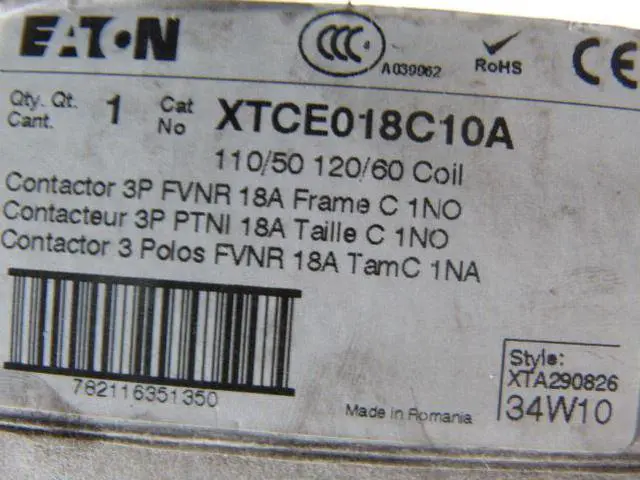 EATON
CCC
A039062
RoHS
CE
Qty. Qt. Cant. 1 Cat No XTCE018C10A
110/50 120/60 Coil
Contactor 3P FVNR 18A Frame C 1NO
Contacteur 3P PTNI 18A Taille C 1NO
Contactor 3 Polos FVNR 18A TamC 1NA
782116351350
Made in Romania
Style:
XTA290826
34W10